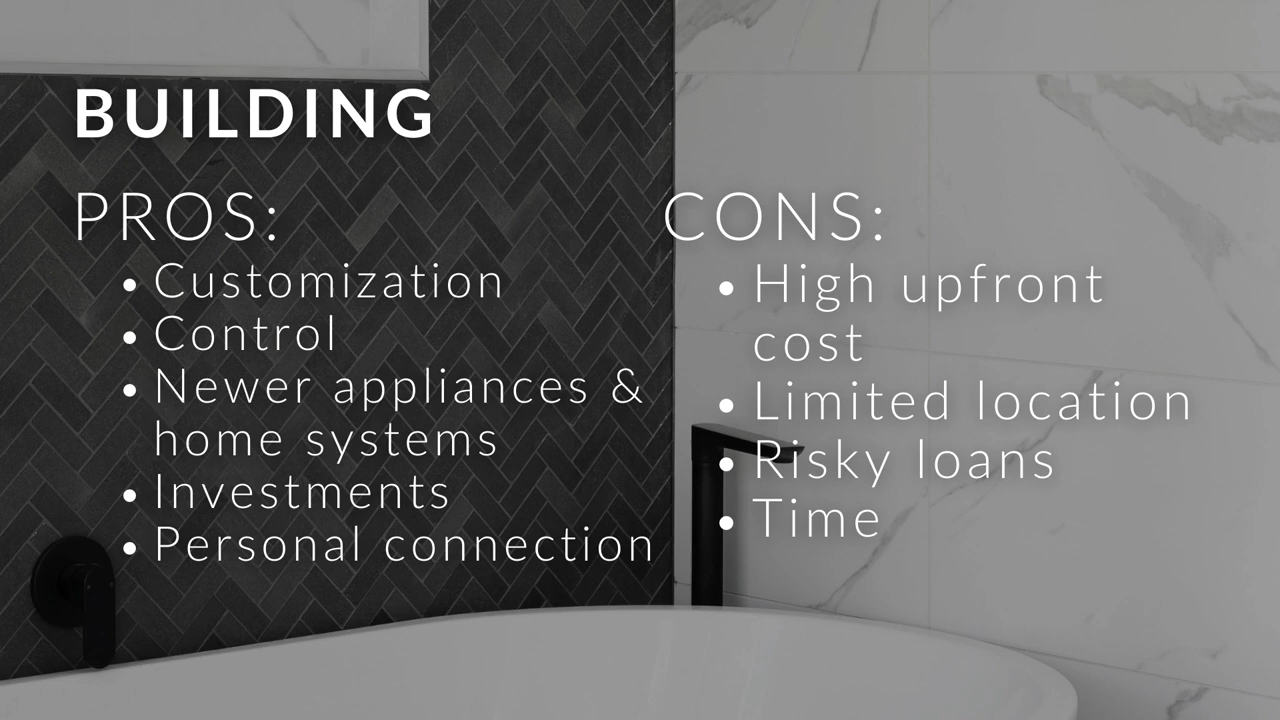 BUILDING
PROS:
• Customization
• Control
• Newer appliances &
home systems
• Investments
• Personal connection
CONS:
• High upfront
cost
• Limited location
• Risky loans
• Time